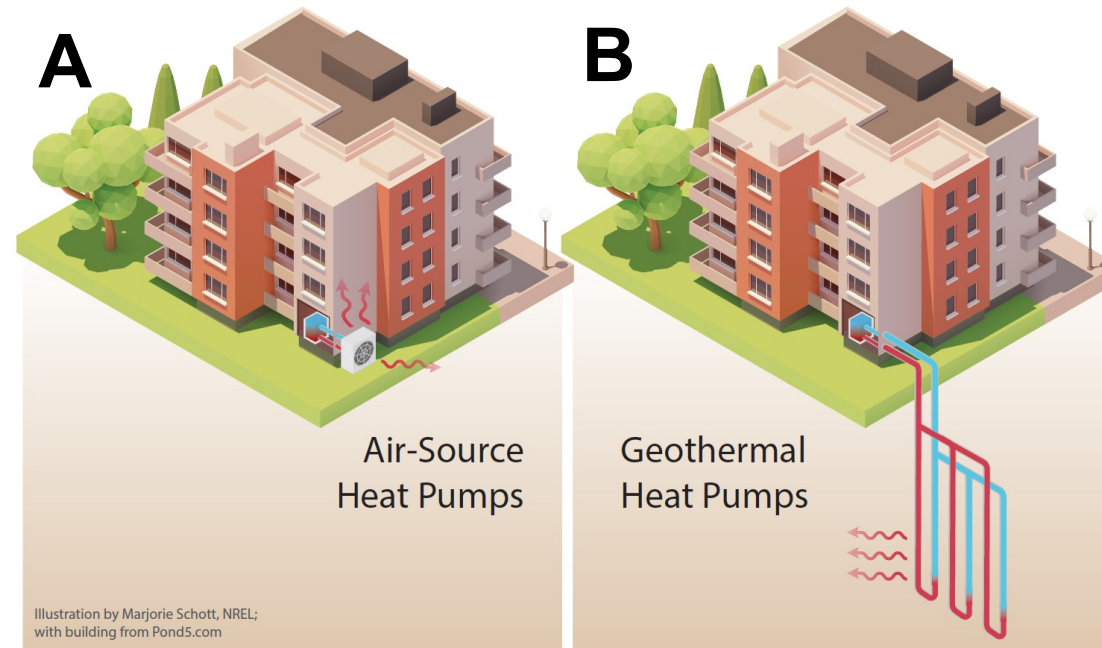 A
B
Air-Source
Heat Pumps
Geothermal
Heat Pumps
Illustration by Marjorie Schott, NREL;
with building from Pond5.com